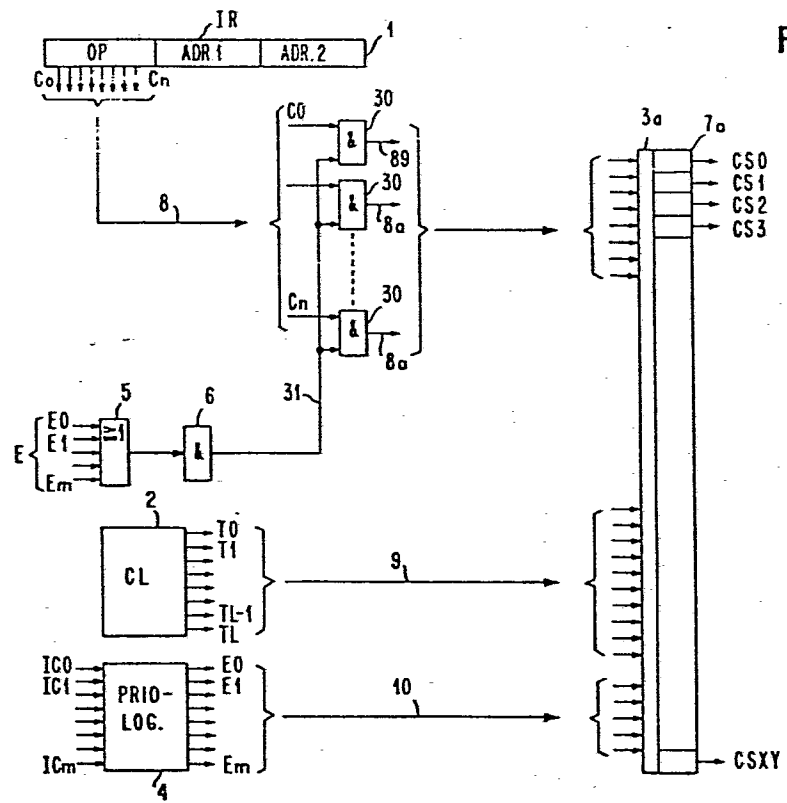 IR
F
OP ADR.1 ADR.2 1
C0 Cn
C0 & 30
89
& 30
8a
8
Cn & 30
8a
3a 7a
CS0
CS1
CS2
CS3
31
5 6
E E0 ≥1 &
E1
Em
2
CL T0
T1
9
TL-1
TL
IC0 PRIO- E0
IC1 LOG. E1
10
ICm Em
4
CSXY